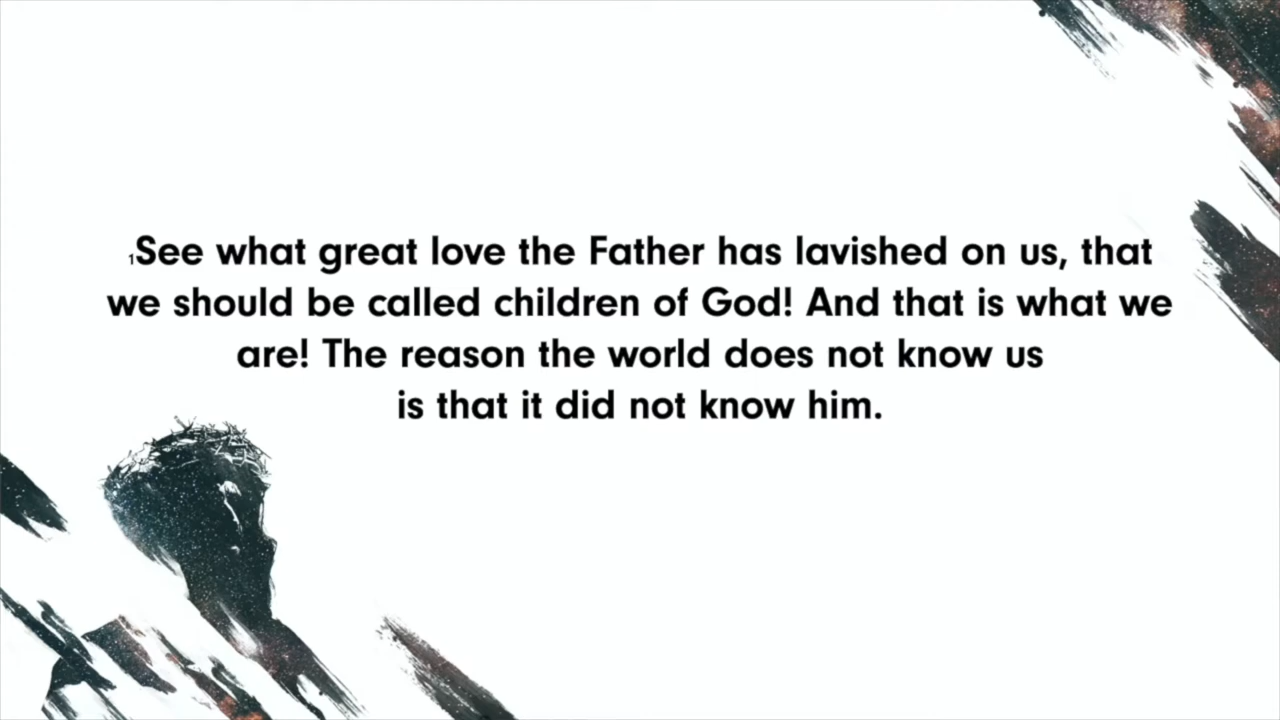 1See what great love the Father has lavished on us, that
we should be called children of God! And that is what we
are! The reason the world does not know us
is that it did not know him.